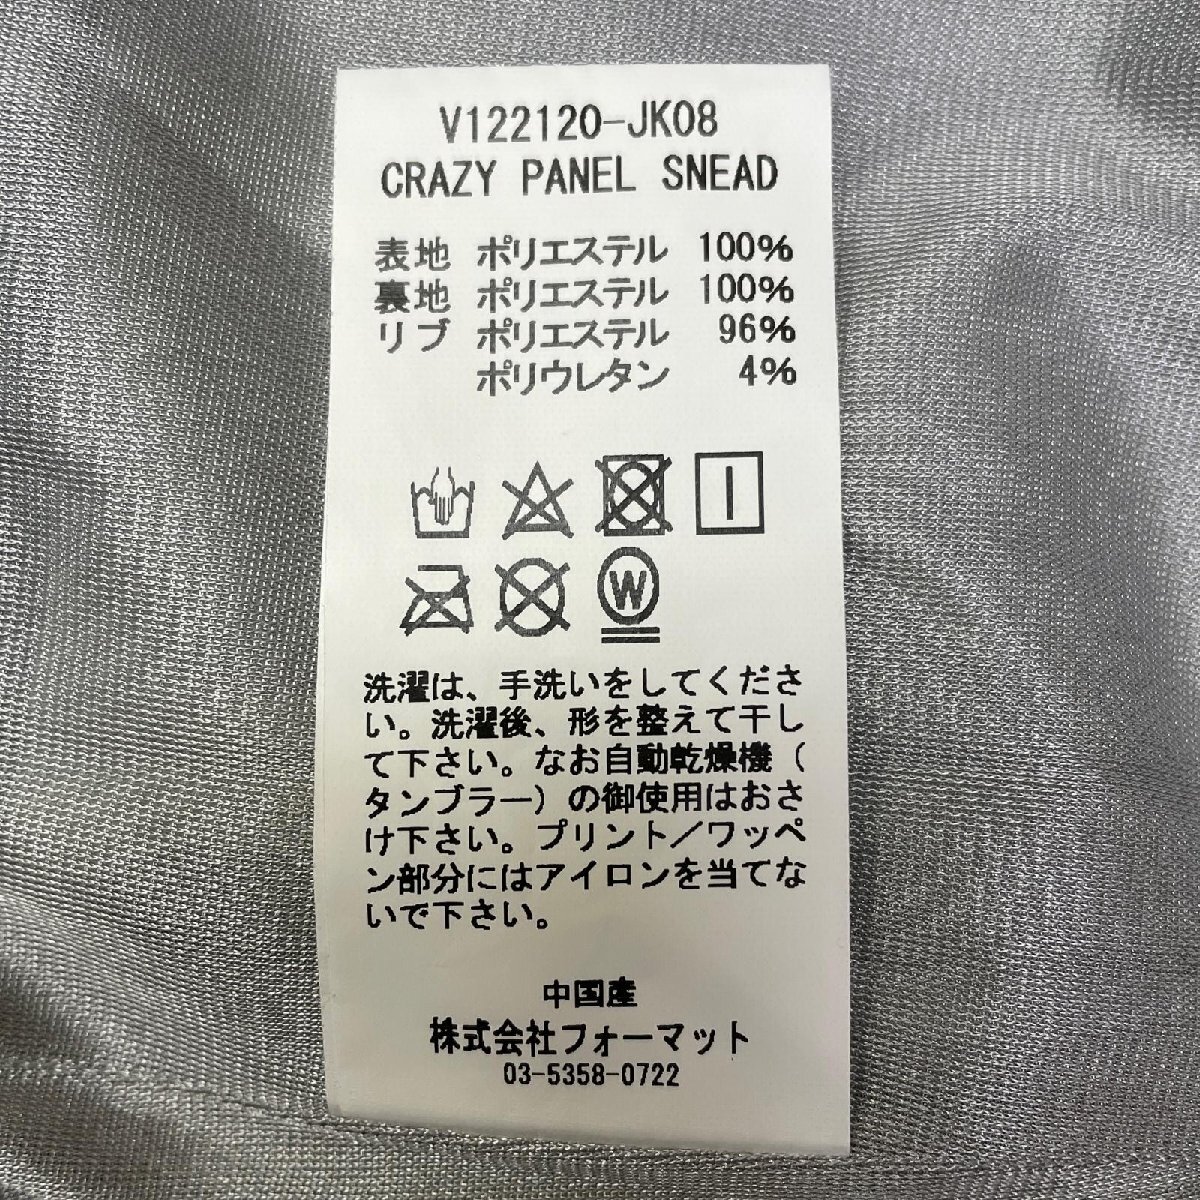 V122120-JK08
CRAZY PANEL SNEAD
表地 ポリエステル 100%
裏地 ポリエステル 100%
リブ ポリエステル 96%
ポリウレタン 4%
W
洗濯は、手洗いをしてくださ
い。洗濯後、形を整えて干し
て下さい。なお自動乾燥機（
タンブラー）の御使用はおさ
け下さい。プリント／ワッペ
ン部分にはアイロンを当てな
いで下さい。
中国産
株式会社フォーマット
03-5358-0722